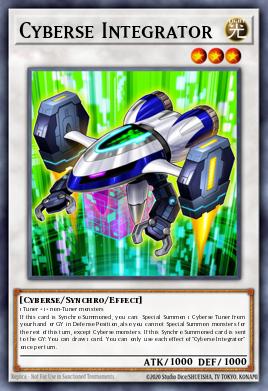 Cyberse Integrator
LIGHT
光
[Cyberse/Synchro/Effect]
1 Tuner + 1+ non-Tuner monsters
If this card is Synchro Summoned, you can: Special Summon 1 Cyberse Tuner from
your hand or GY in Defense Position, also you cannot Special Summon monsters for
the rest of this turn, except Cyberse monsters. If this Synchro Summoned card is sent
to the GY: You can draw 1 card. You can only use each effect of "Cyberse Integrator"
once per turn.
ATK/1000 DEF/1000
Replica - Not For Use in Sanctioned Tournaments
©2020 Studio Dice/SHUEISHA, TV TOKYO, KONAMI